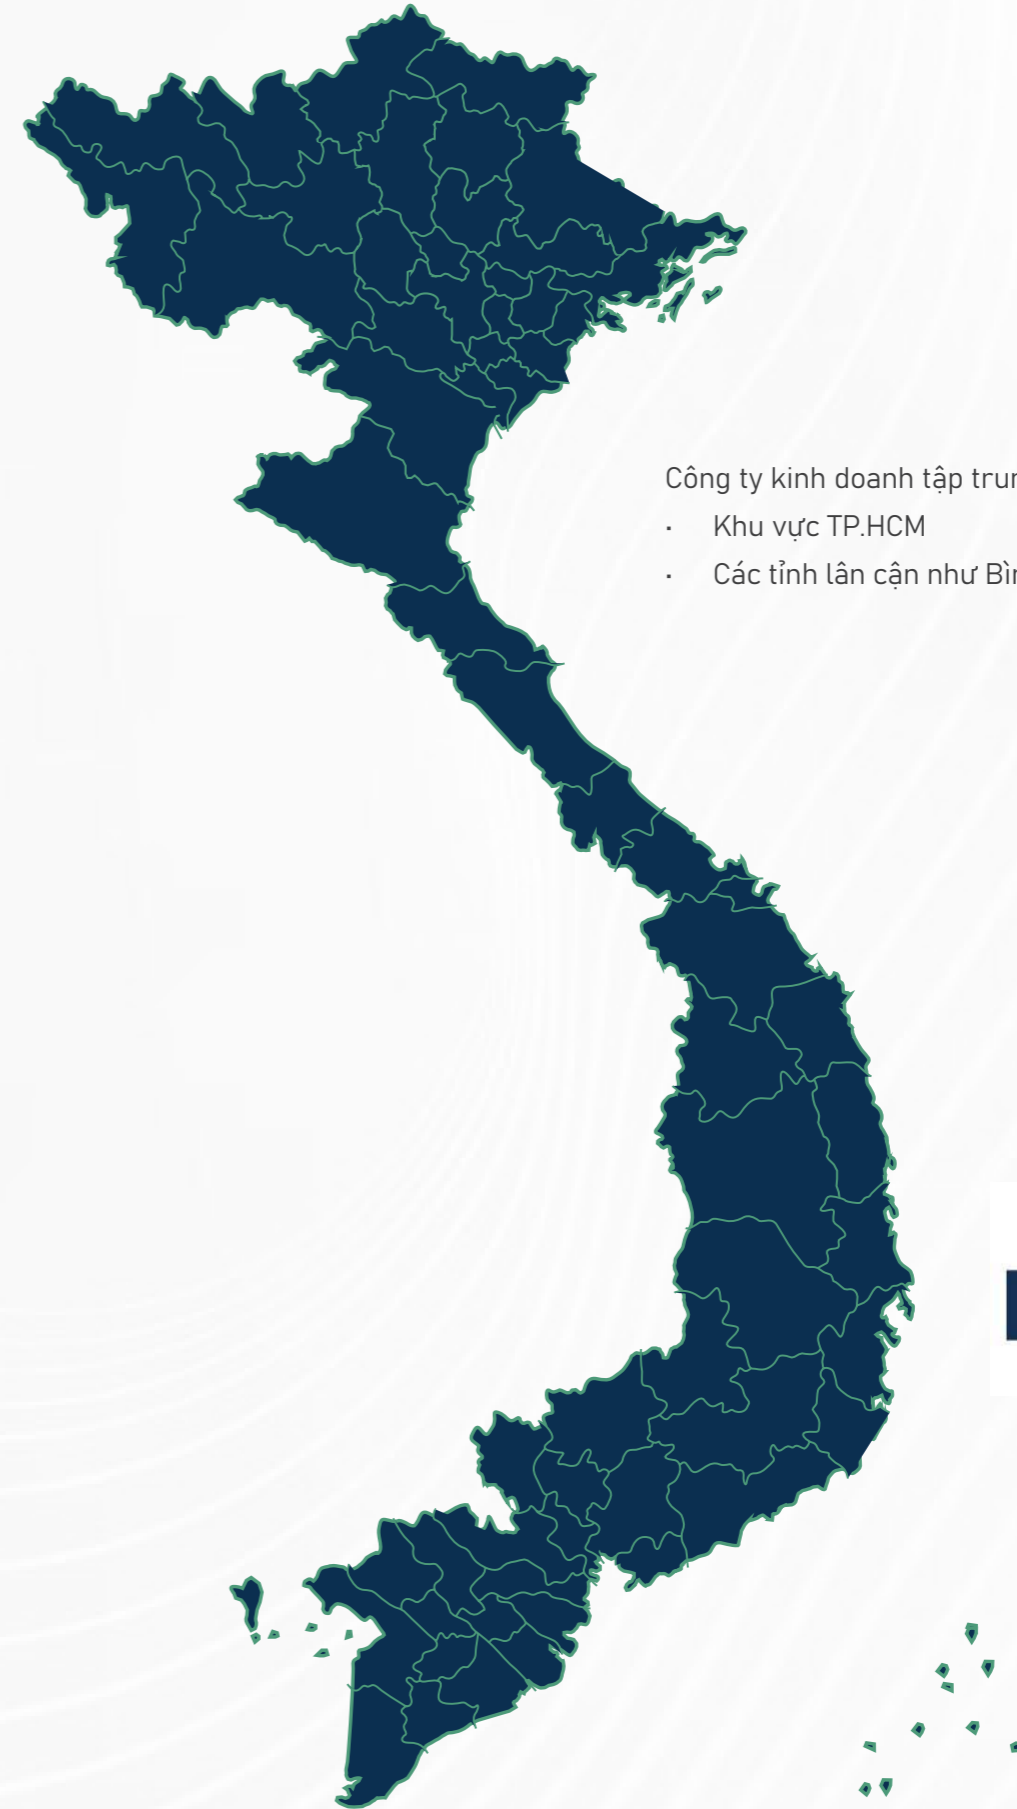 Công ty kinh doanh tập
· Khu vực TP.HCM
· Các tỉnh lân cận như